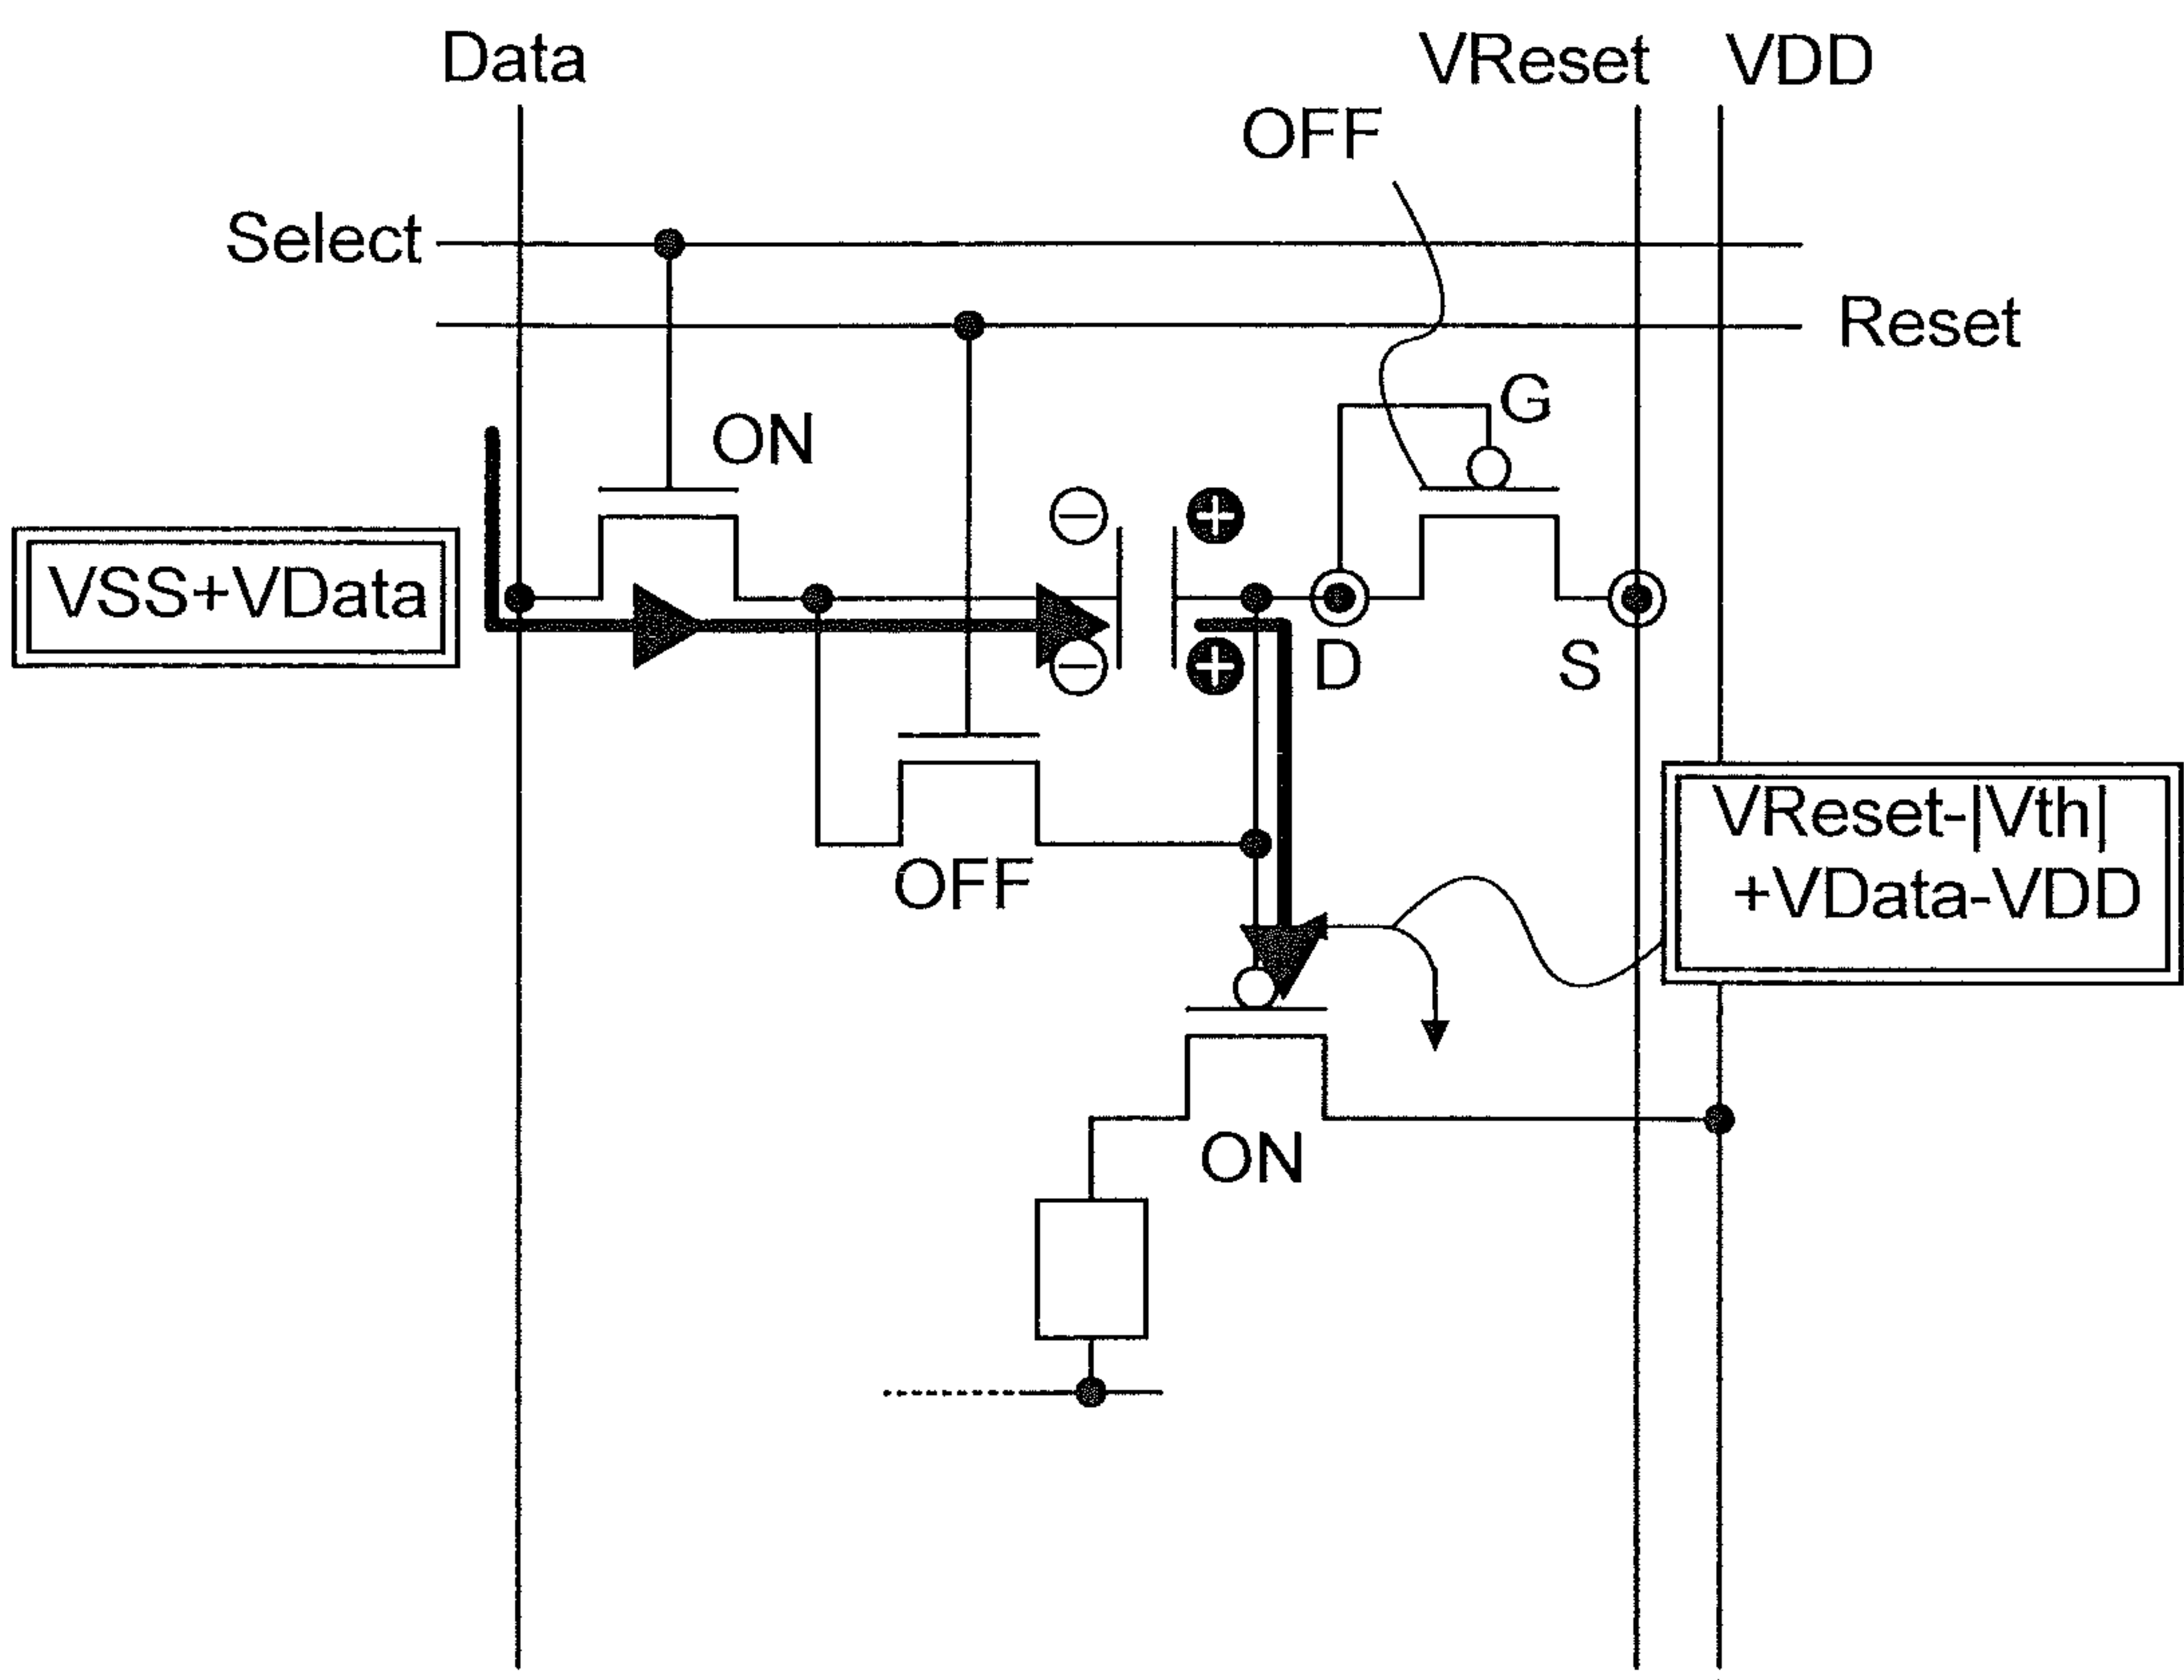 Data
VReset
VDD
OFF
Select
Reset
G
ON
VSS+VData
D
S
OFF
VReset-|Vth|
+VData-VDD
ON